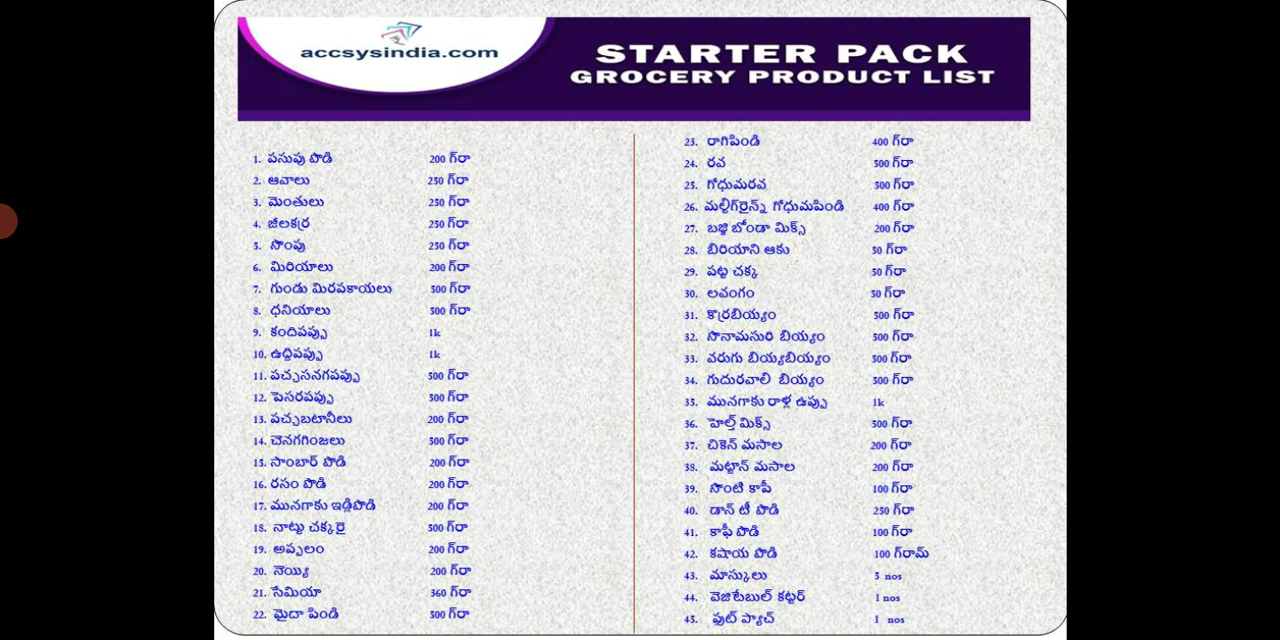 accsysindia.com
STARTER PACK
GROCERY PRODUCT LIST
1. పసుపు పొడి 200 గ్రా
2. ఆవాలు 250 గ్రా
3. మెంతులు 250 గ్రా
4. జీలకర్ర 250 గ్రా
5. సొంపు 250 గ్రా
6. మిరియాలు 200 గ్రా
7. గుండు మిరపకాయలు 500 గ్రా
8. ధనియాలు 500 గ్రా
9. కందిపప్పు 1k
10. ఉద్దిపప్పు 1k
11. పచ్చసనగపప్పు 500 గ్రా
12. పెసరపప్పు 500 గ్రా
13. పచ్చబటానీలు 200 గ్రా
14. చెనగగింజలు 500 గ్రా
15. సాంబార్ పొడి 200 గ్రా
16. రసం పొడి 200 గ్రా
17. మునగాకు ఇడ్లీపొడి 200 గ్రా
18. నాట్టు చక్కరై 500 గ్రా
19. అప్పలం 200 గ్రా
20. నెయ్యి 200 గ్రా
21. సేమియా 360 గ్రా
22. మైదా పిండి 500 గ్రా
23. రాగిపిండి 400 గ్రా
24. రవ 500 గ్రా
25. గోధుమరవ 500 గ్రా
26. మల్టీగ్రైన్న్ గోధుమపిండి 400 గ్రా
27. బజ్జి బోండా మిక్స్ 200 గ్రా
28. బిరియాని ఆకు 50 గ్రా
29. పట్ట చక్క 50 గ్రా
30. లవంగం 50 గ్రా
31. కొర్రబియ్యం 500 గ్రా
32. సొనామసురి బియ్యం 500 గ్రా
33. వరుగు బియ్యబియ్యం 500 గ్రా
34. గుదురవాలి బియ్యం 500 గ్రా
35. మునగాకు రాళ్ల ఉప్పు 1k
36. హెల్త్ మిక్స్ 500 గ్రా
37. చికెన్ మసాల 200 గ్రా
38. మట్టాన్ మసాల 200 గ్రా
39. సొంటి కాపీ 100 గ్రా
40. డాన్ టీ పొడి 250 గ్రా
41. కాఫీ పొడి 100 గ్రా
42. కషాయ పొడి 100 గ్రామ్
43. మాస్కులు 5 nos
44. వెజిటేబుల్ కట్టర్ 1 nos
45. ఫుట్ ప్యాచ్ 1 nos